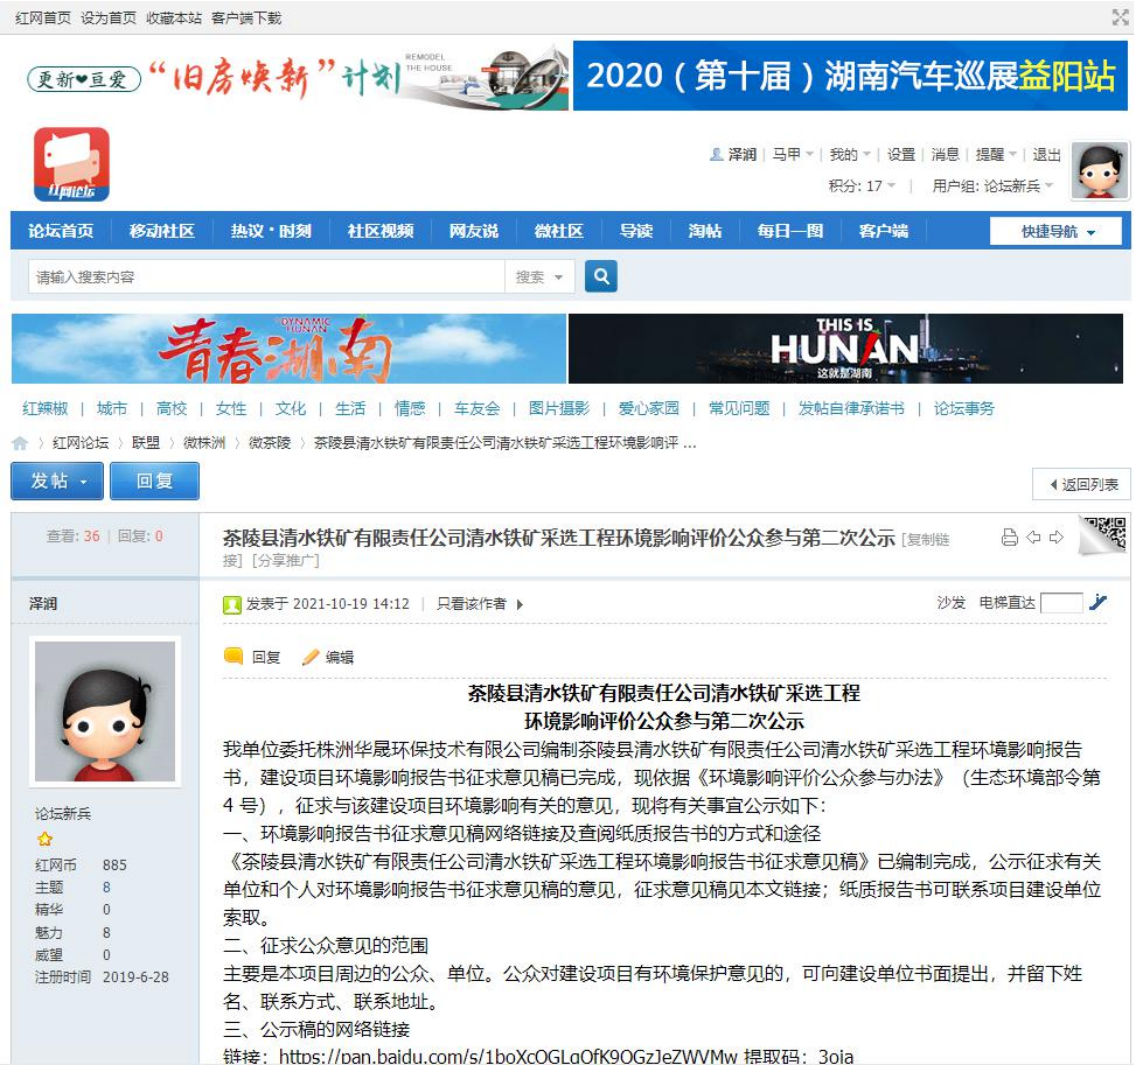 红网首页 设为首页 收藏本站 客户端下载
更新❤亘爱 “旧房焕新”计划 REMODEL THE HOUSE
2020（第十届）湖南汽车巡展益阳站
红网论坛
泽润 | 马甲 | 我的 | 设置 | 消息 | 提醒 | 退出
积分: 17 | 用户组: 论坛新兵
论坛首页 移动社区 热议·时刻 社区视频 网友说 微社区 导读 淘帖 每日一图 客户端 快捷导航
请输入搜索内容 搜索
青春湖南 DYNAMIC HUNAN
THIS IS HUNAN 这就是湖南
红辣椒 | 城市 | 高校 | 女性 | 文化 | 生活 | 情感 | 车友会 | 图片摄影 | 爱心家园 | 常见问题 | 发帖自律承诺书 | 论坛事务
〉红网论坛 〉联盟 〉微株洲 〉微茶陵 〉茶陵县清水铁矿有限责任公司清水铁矿采选工程环境影响评 ...
发帖 回复 返回列表
查看: 36 | 回复: 0
茶陵县清水铁矿有限责任公司清水铁矿采选工程环境影响评价公众参与第二次公示 [复制链
接] [分享推广]
泽润
发表于 2021-10-19 14:12 | 只看该作者
沙发 电梯直达
回复 编辑
茶陵县清水铁矿有限责任公司清水铁矿采选工程
环境影响评价公众参与第二次公示
我单位委托株洲华晟环保技术有限公司编制茶陵县清水铁矿有限责任公司清水铁矿采选工程环境影响报告
书，建设项目环境影响报告书征求意见稿已完成，现依据《环境影响评价公众参与办法》（生态环境部令第
4 号），征求与该建设项目环境影响有关的意见，现将有关事宜公示如下：
一、环境影响报告书征求意见稿网络链接及查阅纸质报告书的方式和途径
《茶陵县清水铁矿有限责任公司清水铁矿采选工程环境影响报告书征求意见稿》已编制完成，公示征求有关
单位和个人对环境影响报告书征求意见稿的意见，征求意见稿见本文链接；纸质报告书可联系项目建设单位
索取。
二、征求公众意见的范围
主要是本项目周边的公众、单位。公众对建设项目有环境保护意见的，可向建设单位书面提出，并留下姓
名、联系方式、联系地址。
三、公示稿的网络链接
链接：https://pan.baidu.com/s/1boXcOGLqOfK9OGzJeZWVMw 提取码：3oja
论坛新兵
红网币 885
主题 8
精华 0
魅力 8
威望 0
注册时间 2019-6-28